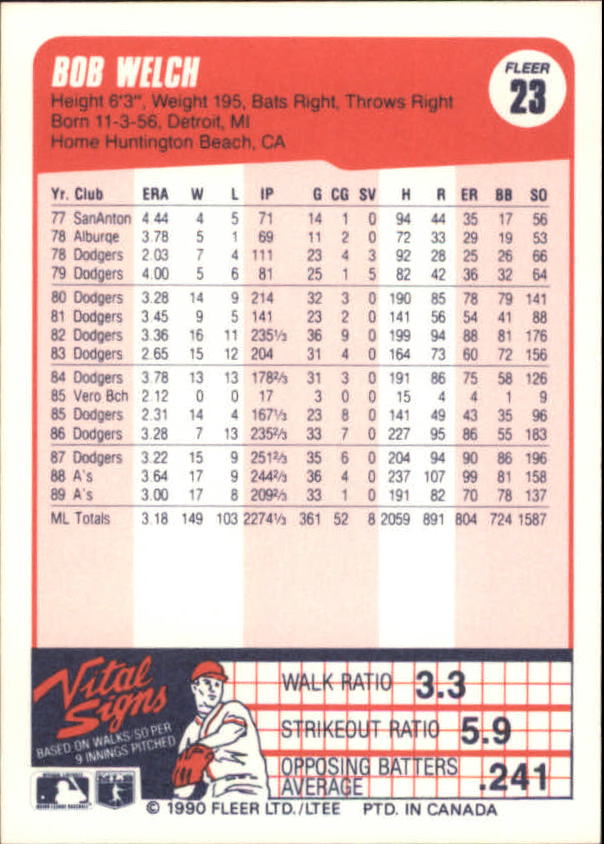 BOB WELCH
FLEER
23
Height 6'3", Weight 195, Bats Right, Throws Right
Born 11-3-56, Detroit, MI
Home Huntington Beach, CA
Yr. Club ERA W L IP G CG SV H R ER BB SO
77 SanAnton 4.44 4 5 71 14 1 0 94 44 35 17 56
78 Alburqe 3.78 5 1 69 11 2 0 72 33 29 19 53
78 Dodgers 2.03 7 4 111 23 4 3 92 28 25 26 66
79 Dodgers 4.00 5 6 81 25 1 5 82 42 36 32 64
80 Dodgers 3.28 14 9 214 32 3 0 190 85 78 79 141
81 Dodgers 3.45 9 5 141 23 2 0 141 56 54 41 88
82 Dodgers 3.36 16 11 235⅓ 36 9 0 199 94 88 81 176
83 Dodgers 2.65 15 12 204 31 4 0 164 73 60 72 156
84 Dodgers 3.78 13 13 178⅔ 31 3 0 191 86 75 58 126
85 Vero Bch 2.12 0 0 17 3 0 0 15 4 4 1 9
85 Dodgers 2.31 14 4 167⅓ 23 8 0 141 49 43 35 96
86 Dodgers 3.28 7 13 235⅔ 33 7 0 227 95 86 55 183
87 Dodgers 3.22 15 9 251⅔ 35 6 0 204 94 90 86 196
88 A's 3.64 17 9 244⅔ 36 4 0 237 107 99 81 158
89 A's 3.00 17 8 209⅔ 33 1 0 191 82 70 78 137
ML Totals 3.18 149 103 2274⅓ 361 52 8 2059 891 804 724 1587
Vital
Signs
BASED ON WALKS/SO PER
9 INNINGS PITCHED
WALK RATIO 3.3
STRIKEOUT RATIO 5.9
OPPOSING BATTERS
AVERAGE .241
© 1990 FLEER LTD./LTEE PTD. IN CANADA